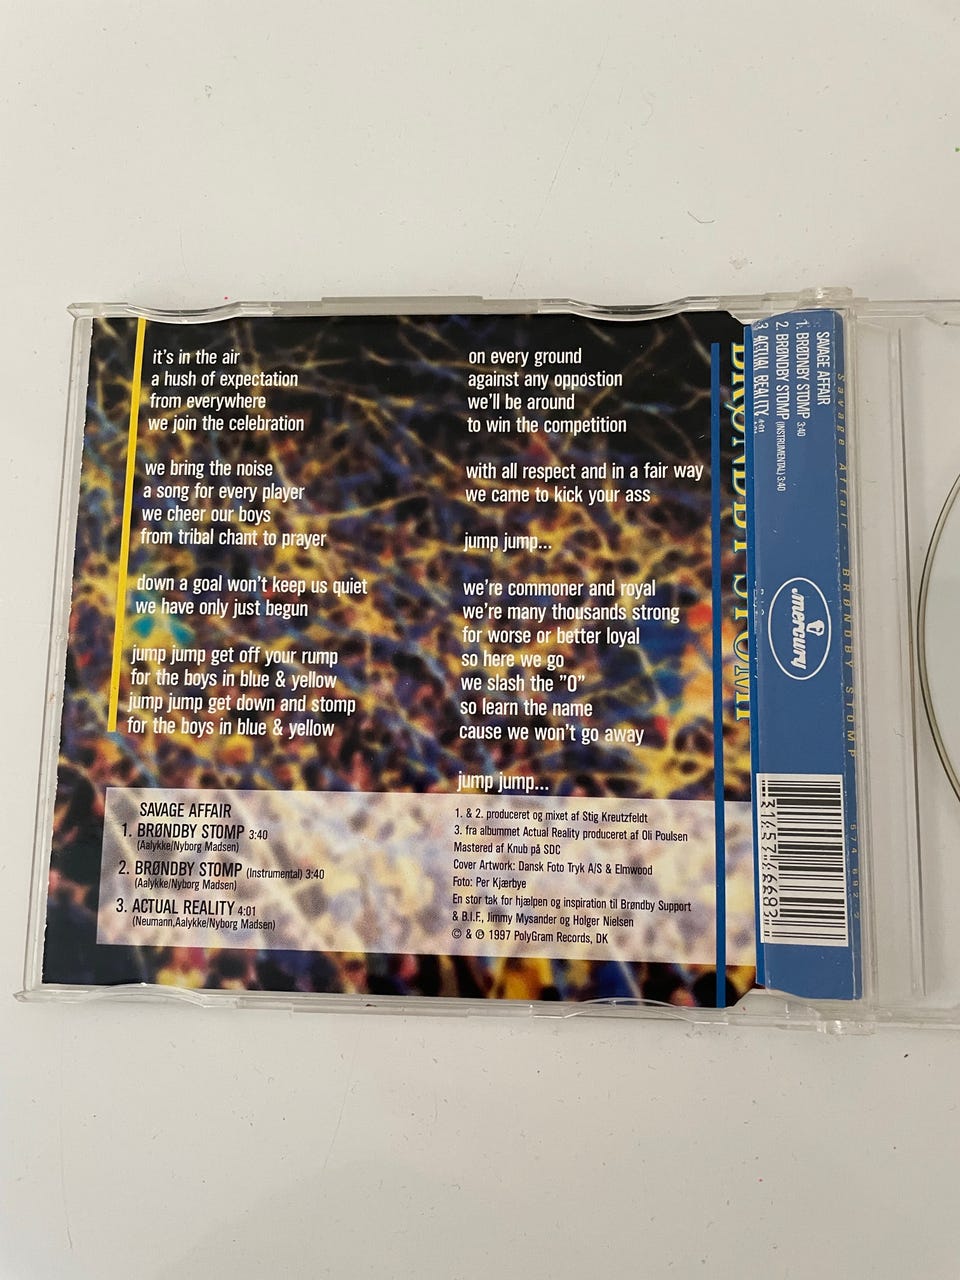 it's in the air
a hush of expectation
from everywhere
we join the celebration
we bring the noise
a song for every player
we cheer our boys
from tribal chant to prayer
down a goal won't keep us quiet
we have only just begun
jump jump get off your rump
for the boys in blue & yellow
jump jump get down and stomp
for the boys in blue & yellow
on every ground
against any oppostion
we'll be around
to win the competition
with all respect and in a fair way
we came to kick your ass
jump jump...
we're commoner and royal
we're many thousands strong
for worse or better loyal
so here we go
we slash the "O"
so learn the name
cause we won't go away
jump jump...
SAVAGE AFFAIR
1. BRØNDBY STOMP 3:40
(Aalykke/Nyborg Madsen)
2. BRØNDBY STOMP (Instrumental) 3:40
(Aalykke/Nyborg Madsen)
3. ACTUAL REALITY 4:01
(Neumann,Aalykke/Nyborg Madsen)
1. & 2. produceret og mixet af Stig Kreutzfeldt
3. fra albummet Actual Reality produceret af Oli Poulsen
Mastered af Knub på SDC
Cover Artwork: Dansk Foto Tryk A/S & Elmwood
Foto: Per Kjærbye
En stor tak for hjælpen og inspiration til Brøndby Support
& B.I.F., Jimmy Mysander og Holger Nielsen
© & ℗ 1997 PolyGram Records, DK
BRØNDBY STOMP
SAVAGE AFFAIR
1. BRØDNBY STOMP 3:40
2. BRØNDBY STOMP (INSTRUMENTAL) 3:40
3. ACTUAL REALITY 4:01
mercury
Savage Affair - BRØNDBY STOMP